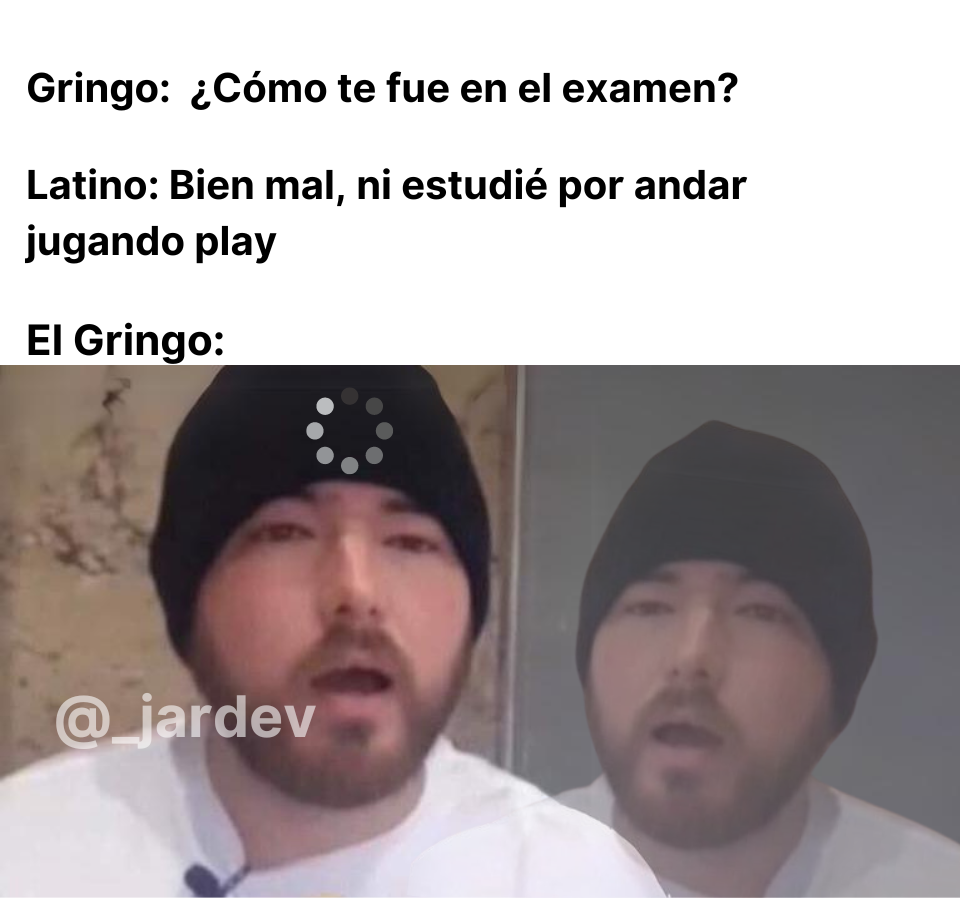 Gringo:  ¿Cómo te fue en el examen?
Latino: Bien mal, ni estudié por andar
jugando play
El Gringo:
@_jardev